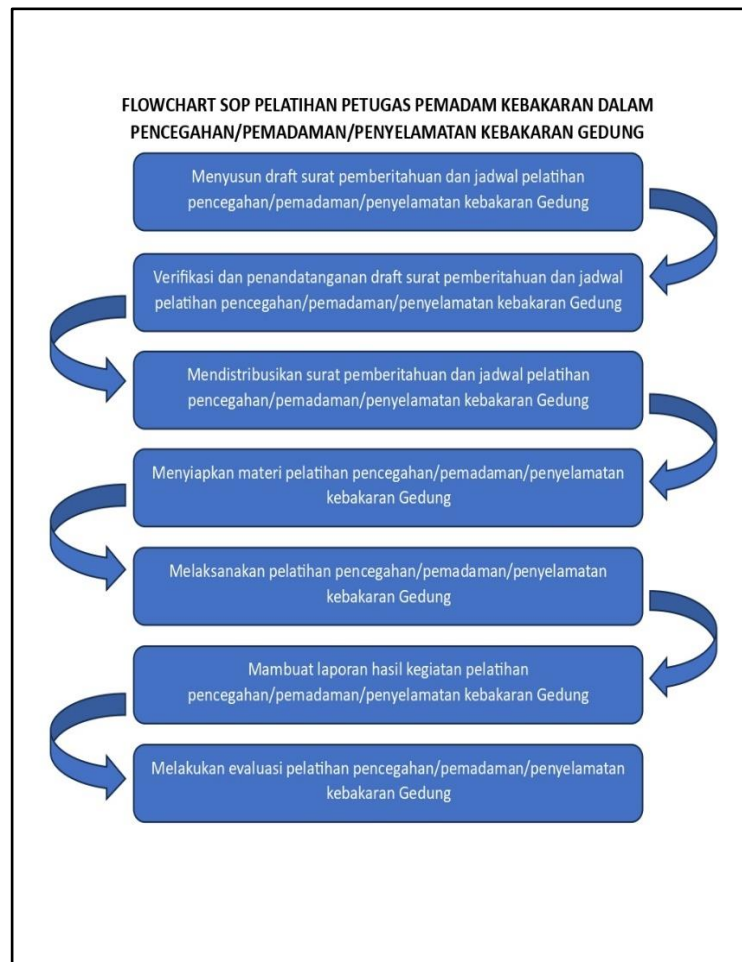 FLOWCHART SOP PELATIHAN PETUGAS PEMADAM KEBAKARAN DALAM
PENCEGAHAN/PEMADAMAN/PENYELAMATAN KEBAKARAN GEDUNG
Menyusun draft surat pemberitahuan dan jadwal pelatihan
pencegahan/pemadaman/penyelamatan kebakaran Gedung
Verifikasi dan penandatanganan draft surat pemberitahuan dan jadwal
pelatihan pencegahan/pemadaman/penyelamatan kebakaran Gedung
Mendistribusikan surat pemberitahuan dan jadwal pelatihan
pencegahan/pemadaman/penyelamatan kebakaran Gedung
Menyiapkan materi pelatihan pencegahan/pemadaman/penyelamatan
kebakaran Gedung
Melaksanakan pelatihan pencegahan/pemadaman/penyelamatan
kebakaran Gedung
Mambuat laporan hasil kegiatan pelatihan
pencegahan/pemadaman/penyelamatan kebakaran Gedung
Melakukan evaluasi pelatihan pencegahan/pemadaman/penyelamatan
kebakaran Gedung